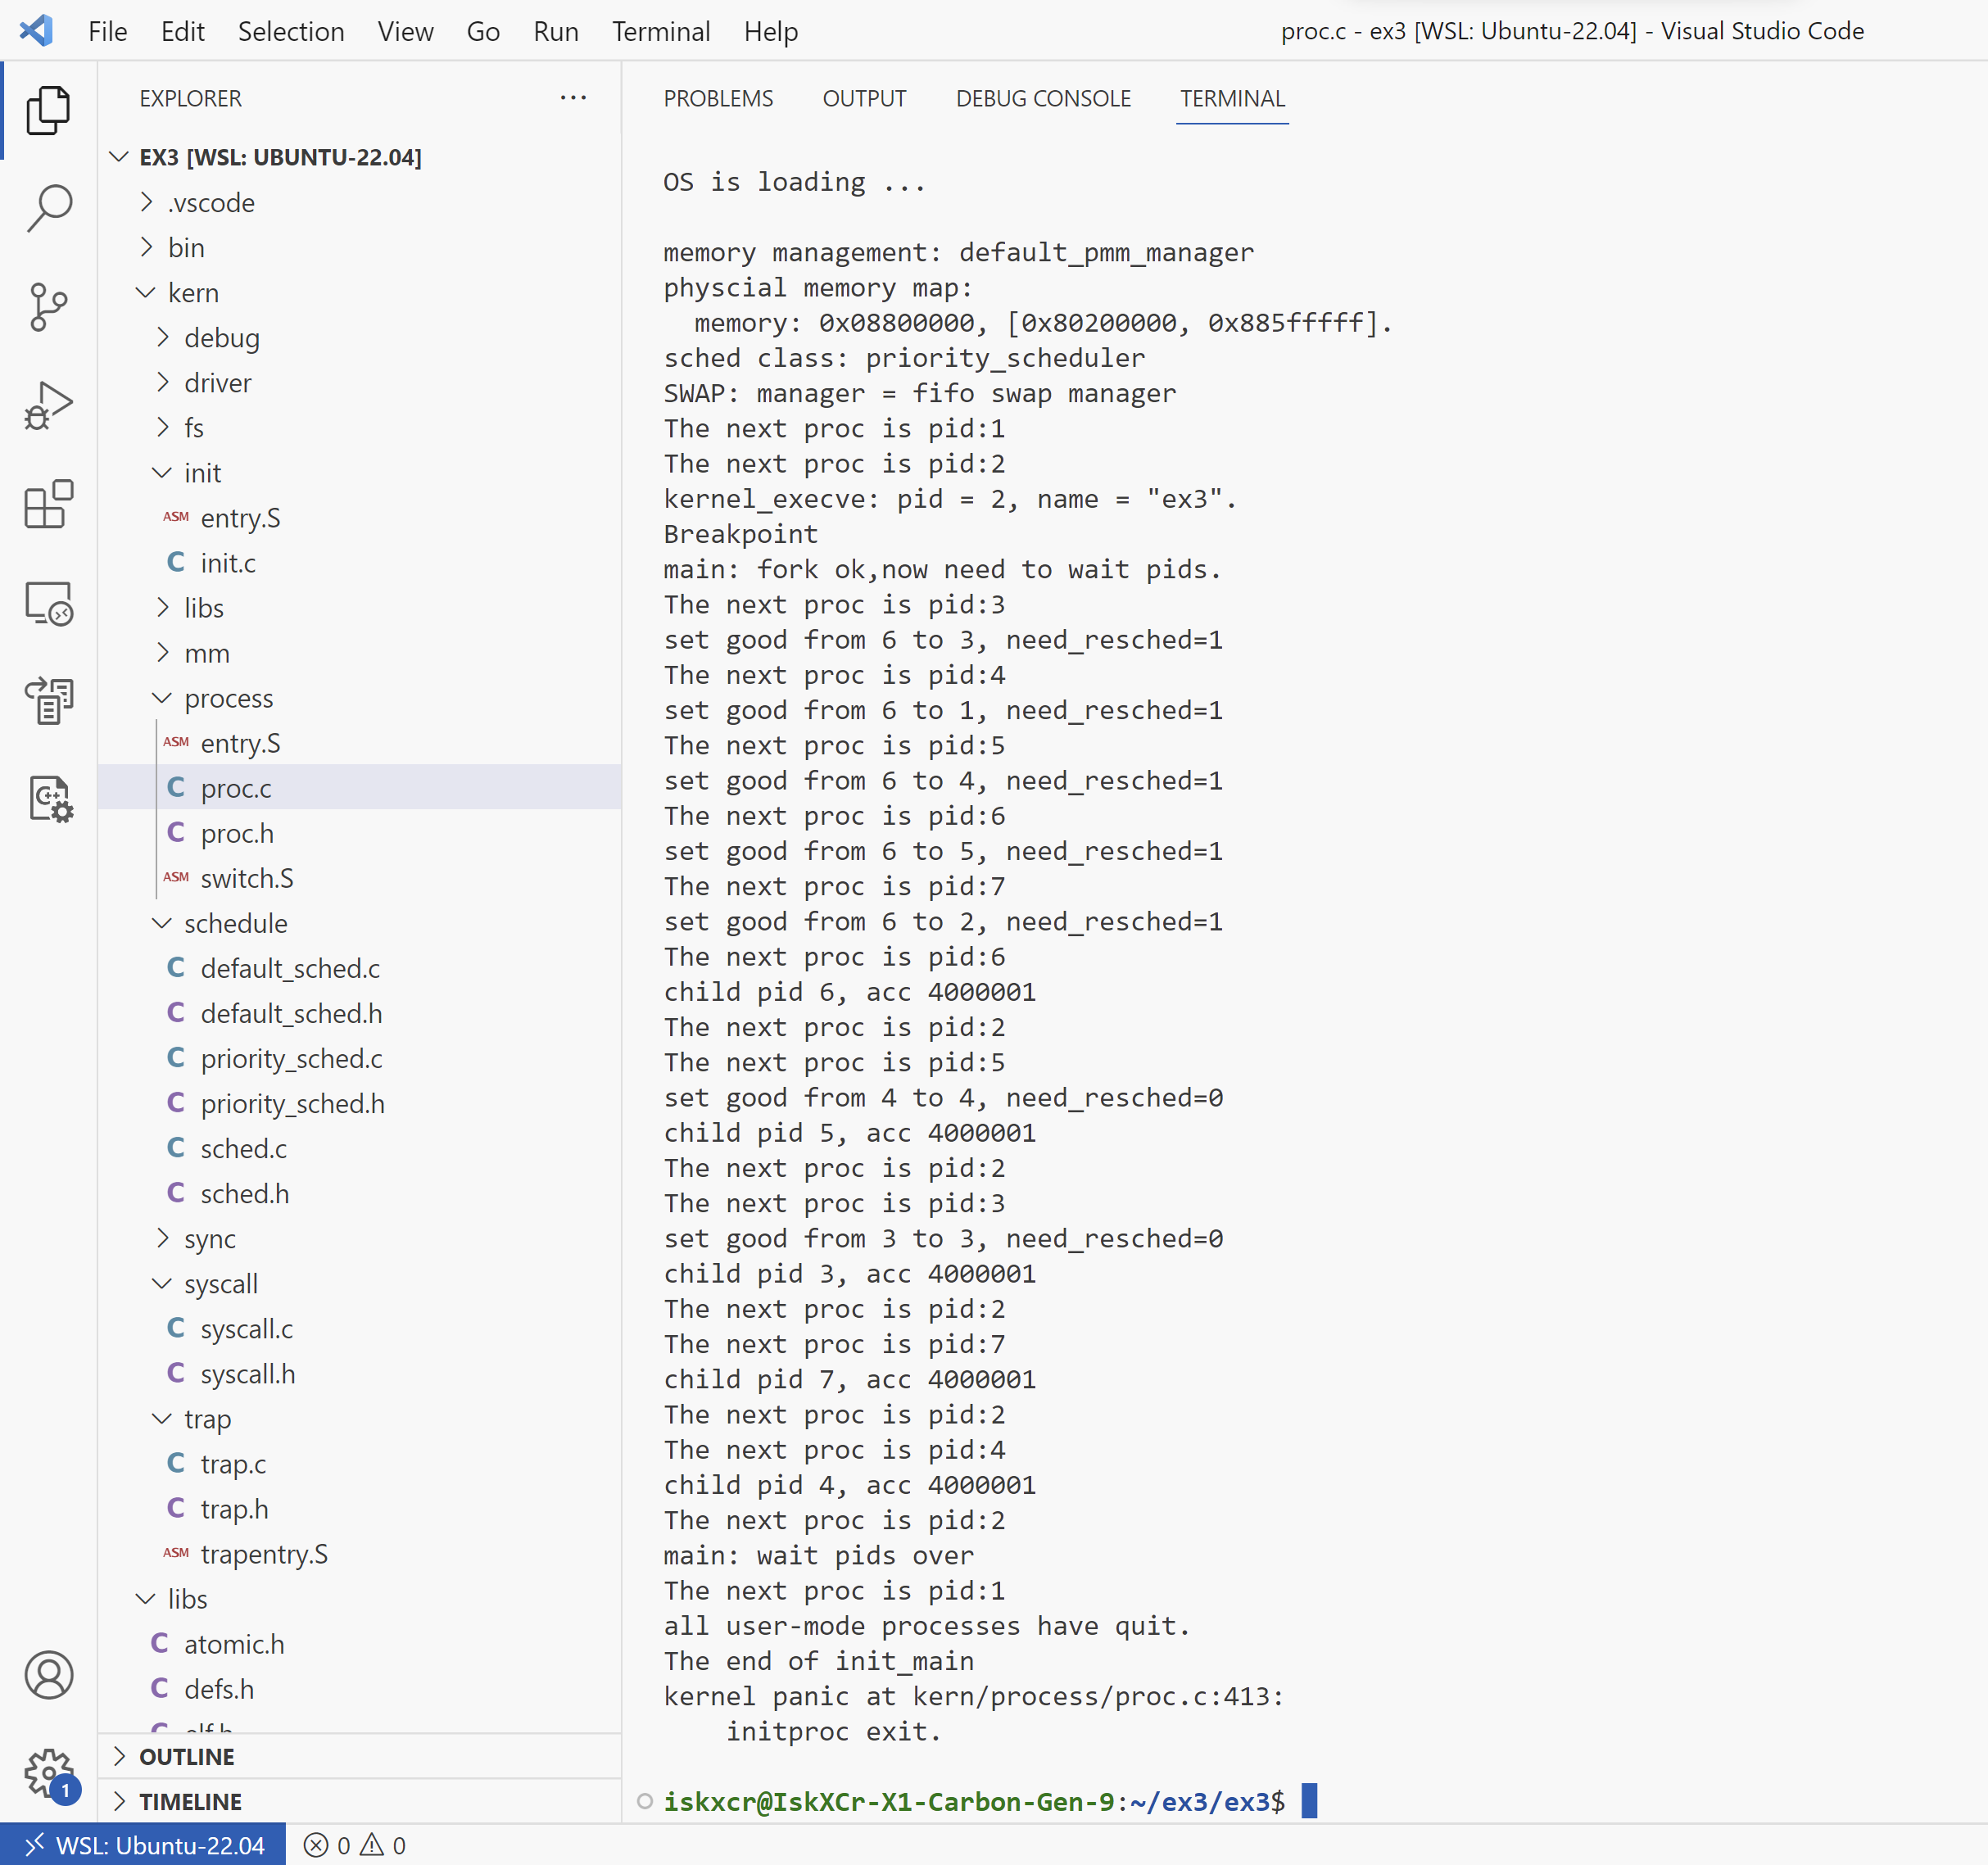 File Edit Selection View Go Run Terminal Help
proc.c - ex3 [WSL: Ubuntu-22.04] - Visual Studio Code
EXPLORER
EX3 [WSL: UBUNTU-22.04]
.vscode
bin
kern
debug
driver
fs
init
ASM entry.S
C init.c
libs
mm
process
ASM entry.S
C proc.c
C proc.h
ASM switch.S
schedule
C default_sched.c
C default_sched.h
C priority_sched.c
C priority_sched.h
C sched.c
C sched.h
sync
syscall
C syscall.c
C syscall.h
trap
C trap.c
C trap.h
ASM trapentry.S
libs
C atomic.h
C defs.h
C elf.h
OUTLINE
TIMELINE
PROBLEMS OUTPUT DEBUG CONSOLE TERMINAL
OS is loading ...
memory management: default_pmm_manager
physcial memory map:
memory: 0x08800000, [0x80200000, 0x885fffff].
sched class: priority_scheduler
SWAP: manager = fifo swap manager
The next proc is pid:1
The next proc is pid:2
kernel_execve: pid = 2, name = "ex3".
Breakpoint
main: fork ok,now need to wait pids.
The next proc is pid:3
set good from 6 to 3, need_resched=1
The next proc is pid:4
set good from 6 to 1, need_resched=1
The next proc is pid:5
set good from 6 to 4, need_resched=1
The next proc is pid:6
set good from 6 to 5, need_resched=1
The next proc is pid:7
set good from 6 to 2, need_resched=1
The next proc is pid:6
child pid 6, acc 4000001
The next proc is pid:2
The next proc is pid:5
set good from 4 to 4, need_resched=0
child pid 5, acc 4000001
The next proc is pid:2
The next proc is pid:3
set good from 3 to 3, need_resched=0
child pid 3, acc 4000001
The next proc is pid:2
The next proc is pid:7
child pid 7, acc 4000001
The next proc is pid:2
The next proc is pid:4
child pid 4, acc 4000001
The next proc is pid:2
main: wait pids over
The next proc is pid:1
all user-mode processes have quit.
The end of init_main
kernel panic at kern/process/proc.c:413:
initproc exit.
iskxcr@IskXCr-X1-Carbon-Gen-9:~/ex3/ex3$
1
WSL: Ubuntu-22.04 0 0